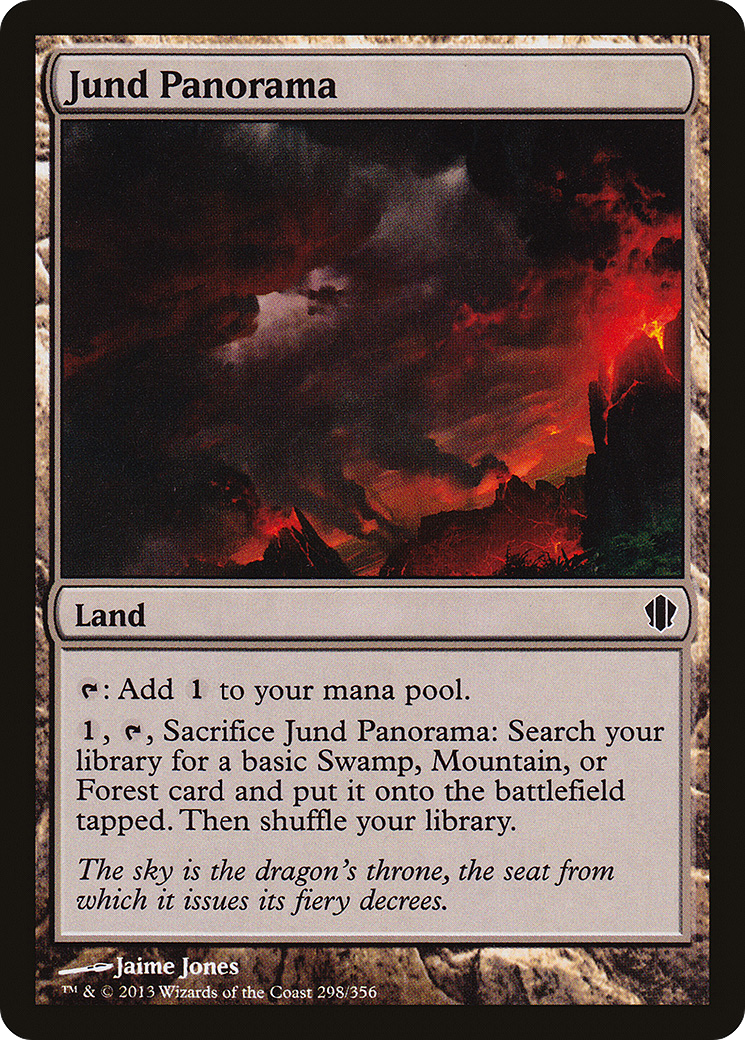 Jund Panorama
Land
: Add 1 to your mana pool.
1, , Sacrifice Jund Panorama: Search your
library for a basic Swamp, Mountain, or
Forest card and put it onto the battlefield
tapped. Then shuffle your library.
The sky is the dragon's throne, the seat from
which it issues its fiery decrees.
Jaime Jones
™ & © 2013 Wizards of the Coast 298/356